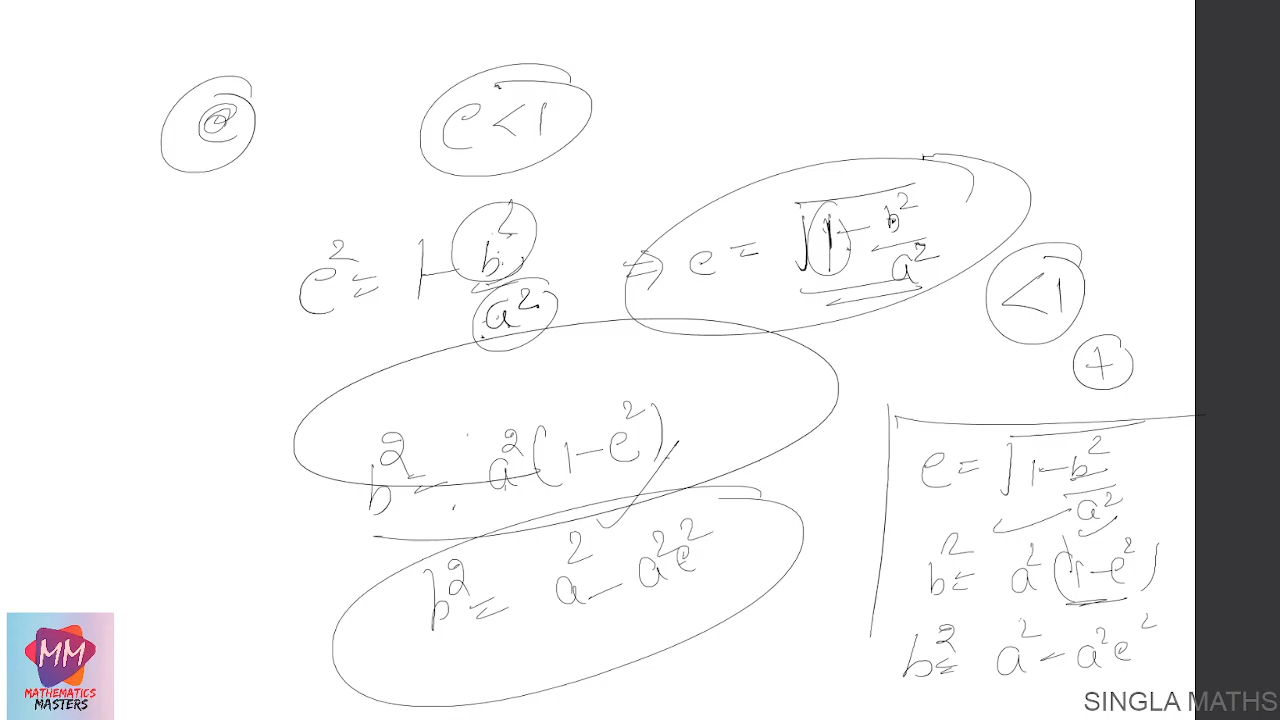 e e<1
e² = 1 - b²/a² ⇒ e = √(1 - b²/a²)
<1
+
b² = a²(1-e²)
b² = a² - a²e²
e = √(1 - b²/a²)
b² = a²(1-e²)
b² = a² - a²e²
MM
MATHEMATICS
MASTERS
SINGLA MATHS